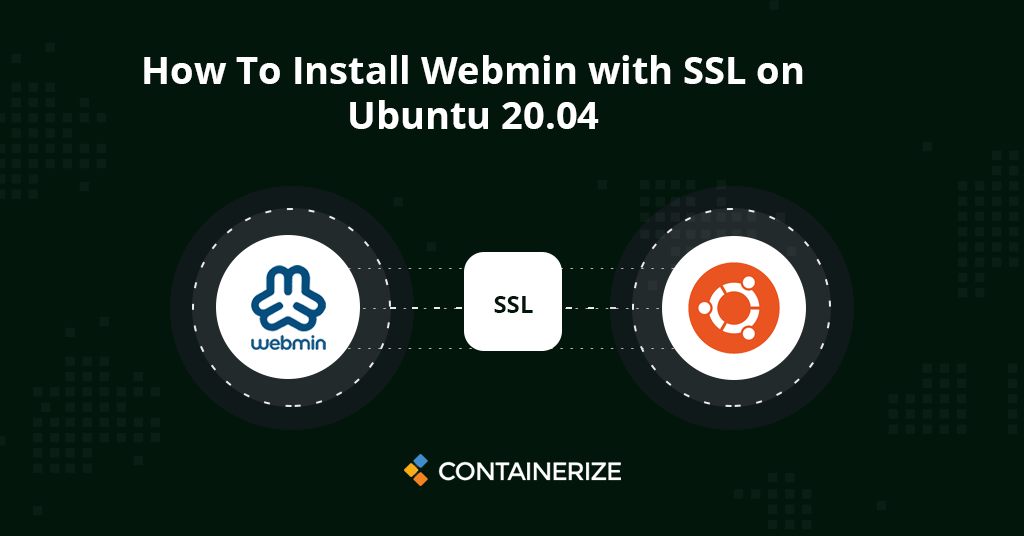 How To Install Webmin with SSL on
Ubuntu 20.04
webmin
SSL
CONTAINERIZE